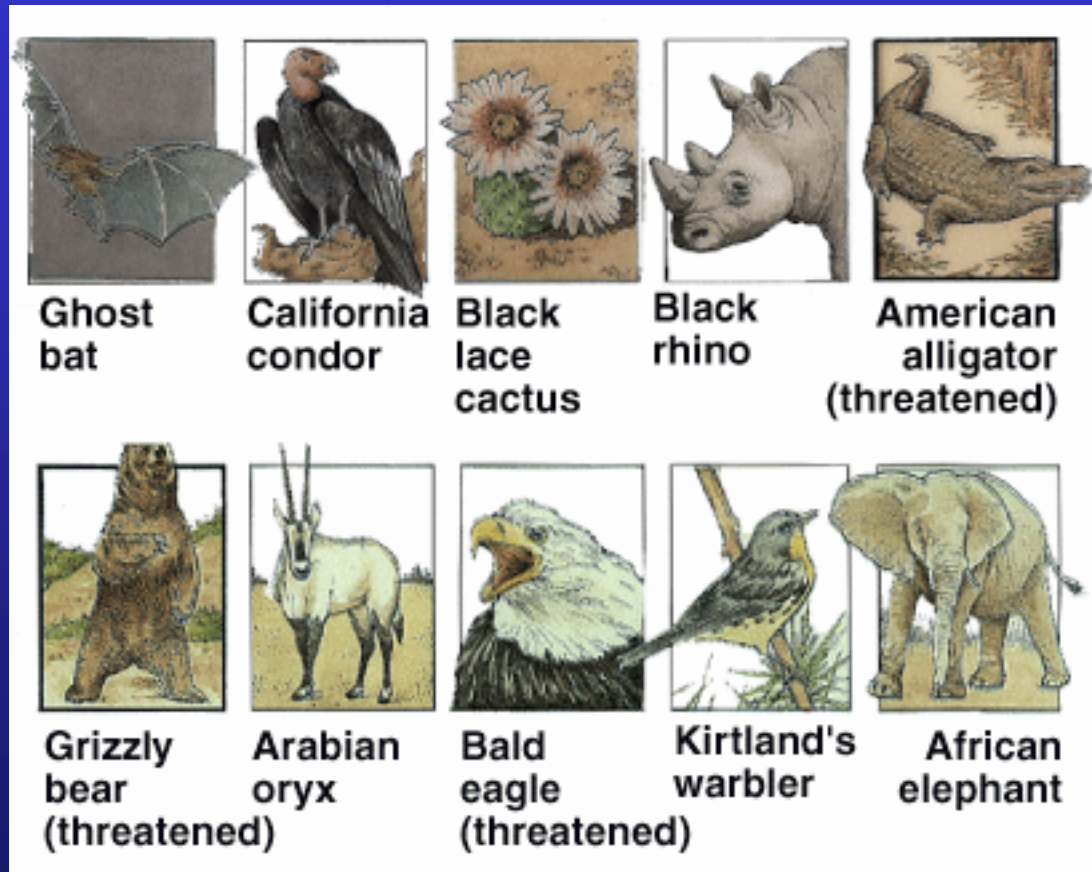 Ghost
bat
California
condor
Black
lace
cactus
Black
rhino
American
alligator
(threatened)
Grizzly
bear
(threatened)
Arabian
oryx
Bald
eagle
(threatened)
Kirtland's
warbler
African
elephant